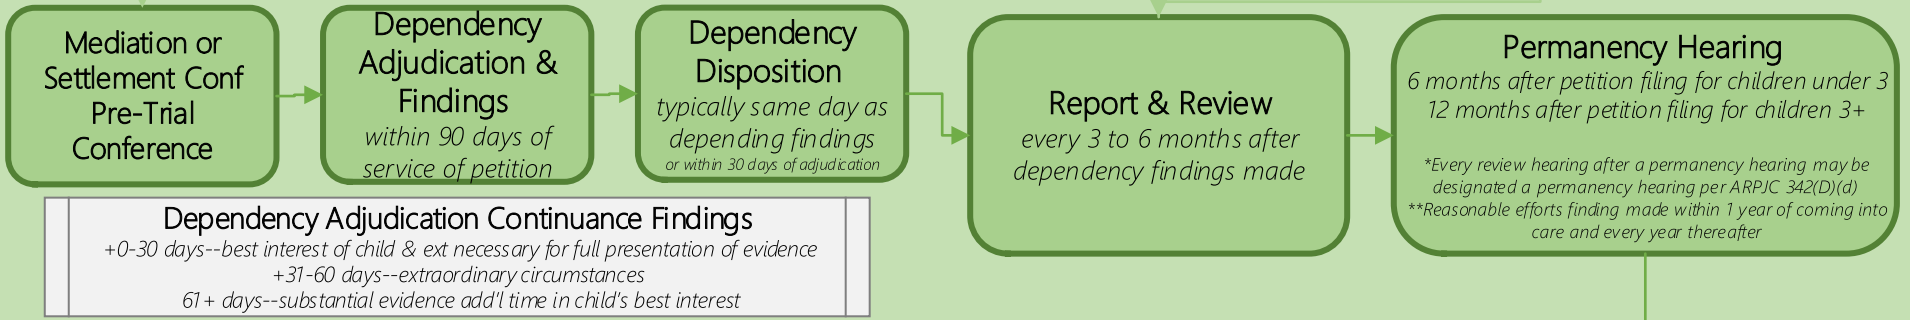 Mediation or
Settlement Conf
Pre-Trial
Conference
Dependency
Adjudication &
Findings
within 90 days of
service of petition
Dependency
Disposition
typically same day as
depending findings
or within 30 days of adjudication
Report & Review
every 3 to 6 months after
dependency findings made
Permanency Hearing
6 months after petition filing for children under 3
12 months after petition filing for children 3+
*Every review hearing after a permanency hearing may be
designated a permanency hearing per ARPJC 342(D)(d)
**Reasonable efforts finding made within 1 year of coming into
care and every year thereafter
Dependency Adjudication Continuance Findings
+0-30 days--best interest of child & ext necessary for full presentation of evidence
+31-60 days--extraordinary circumstances
61+ days--substantial evidence add'l time in child's best interest